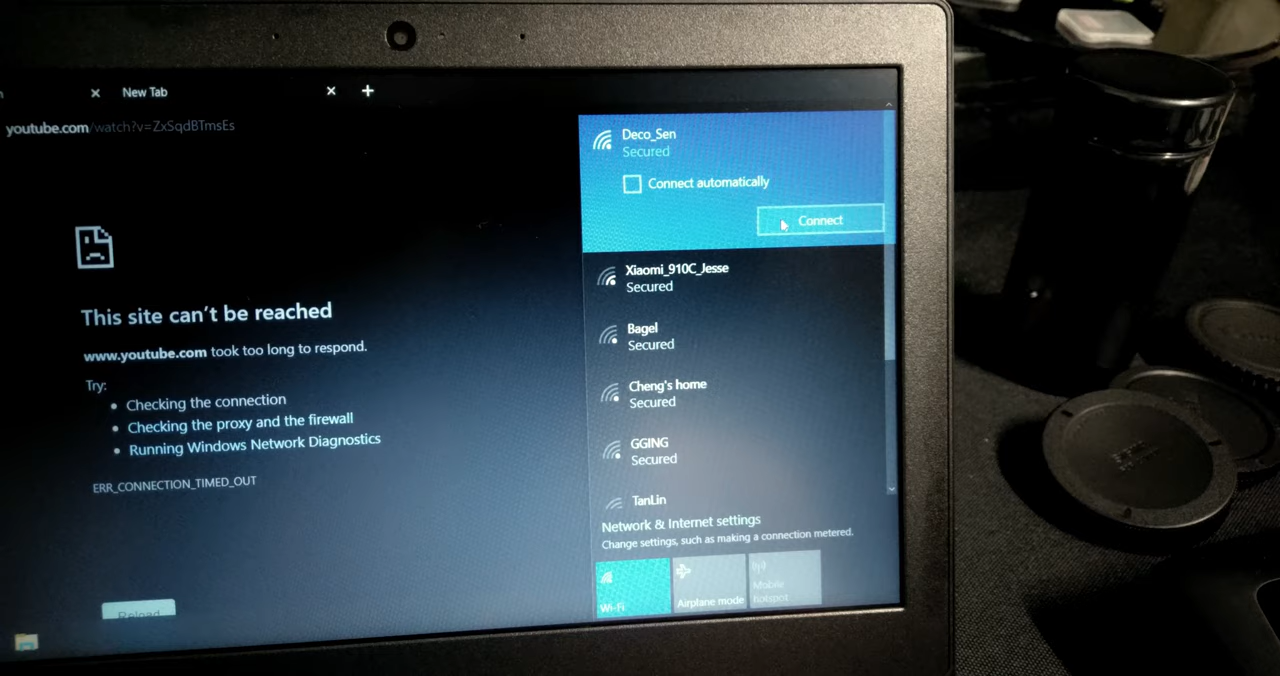 New Tab
youtube.com/watch?v=ZxSqdBTmsEs
This site can't be reached
www.youtube.com took too long to respond.
Try:
Checking the connection
Checking the proxy and the firewall
Running Windows Network Diagnostics
ERR_CONNECTION_TIMED_OUT
Reload
Deco_Sen
Secured
Connect automatically
Connect
Xiaomi_910C_Jesse
Secured
Bagel
Secured
Cheng's home
Secured
GGING
Secured
TanLin
Network & Internet settings
Change settings, such as making a connection metered.
Wi-Fi
Airplane mode
Mobile
hotspot